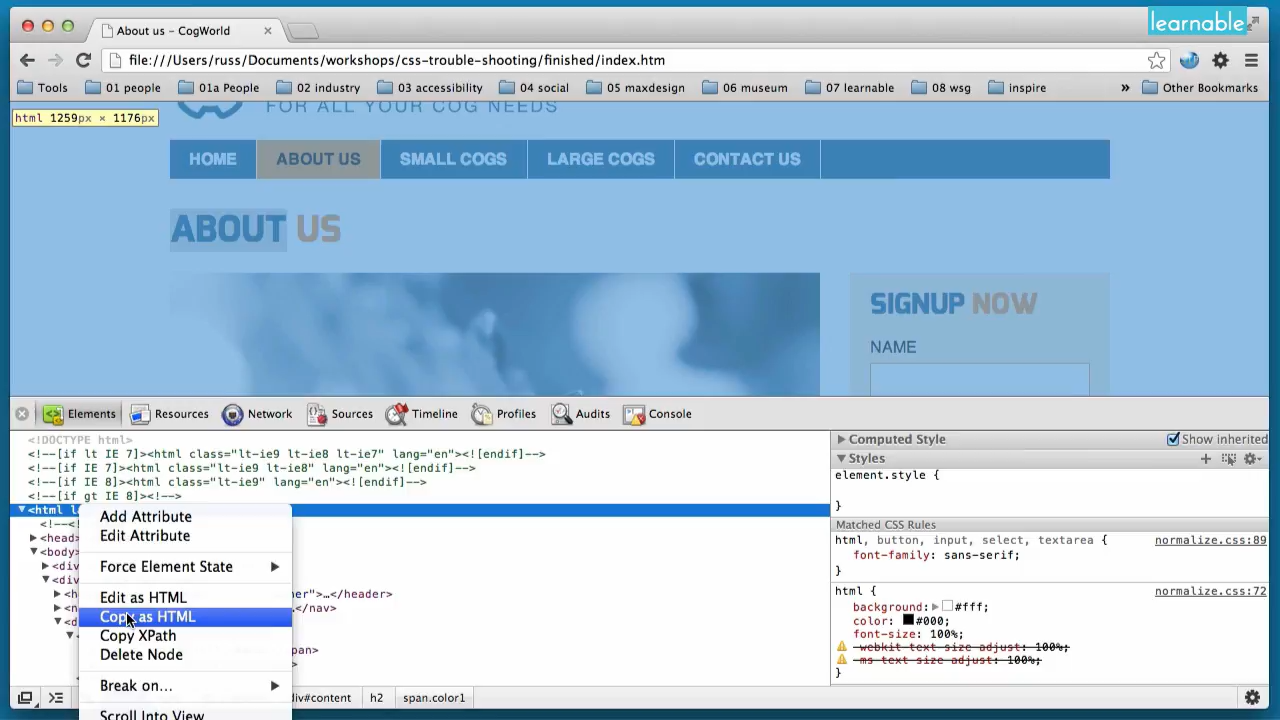 About us – CogWorld
learnable
file:///Users/russ/Documents/workshops/css-trouble-shooting/finished/index.htm
Tools 01 people 01a People 02 industry 03 accessibility 04 social 05 maxdesign 06 museum 07 learnable 08 wsg inspire » Other Bookmarks
FOR ALL YOUR COG NEEDS
html 1259px × 1176px
HOME ABOUT US SMALL COGS LARGE COGS CONTACT US
ABOUT US
SIGNUP NOW
NAME
Elements Resources Network Sources Timeline Profiles Audits Console
<!DOCTYPE html>
<!--[if lt IE 7]><html class="lt-ie9 lt-ie8 lt-ie7" lang="en"><![endif]-->
<!--[if IE 7]><html class="lt-ie9 lt-ie8" lang="en"><![endif]-->
<!--[if IE 8]><html class="lt-ie9" lang="en"><![endif]-->
<!--[if gt IE 8]><!-->
<html l
<!--<!
<head>
<body>
<div
<div
<h ner">…</header>
<n …</nav>
<d
span>
>
Add Attribute
Edit Attribute
Force Element State
Edit as HTML
Copy as HTML
Copy XPath
Delete Node
Break on...
Scroll Into View
div#content h2 span.color1
Computed Style Show inherited
Styles
element.style {
}
Matched CSS Rules
html, button, input, select, textarea { normalize.css:89
font-family: sans-serif;
}
html { normalize.css:72
background: #fff;
color: #000;
font-size: 100%;
-webkit-text-size-adjust: 100%;
-ms-text-size-adjust: 100%;
}